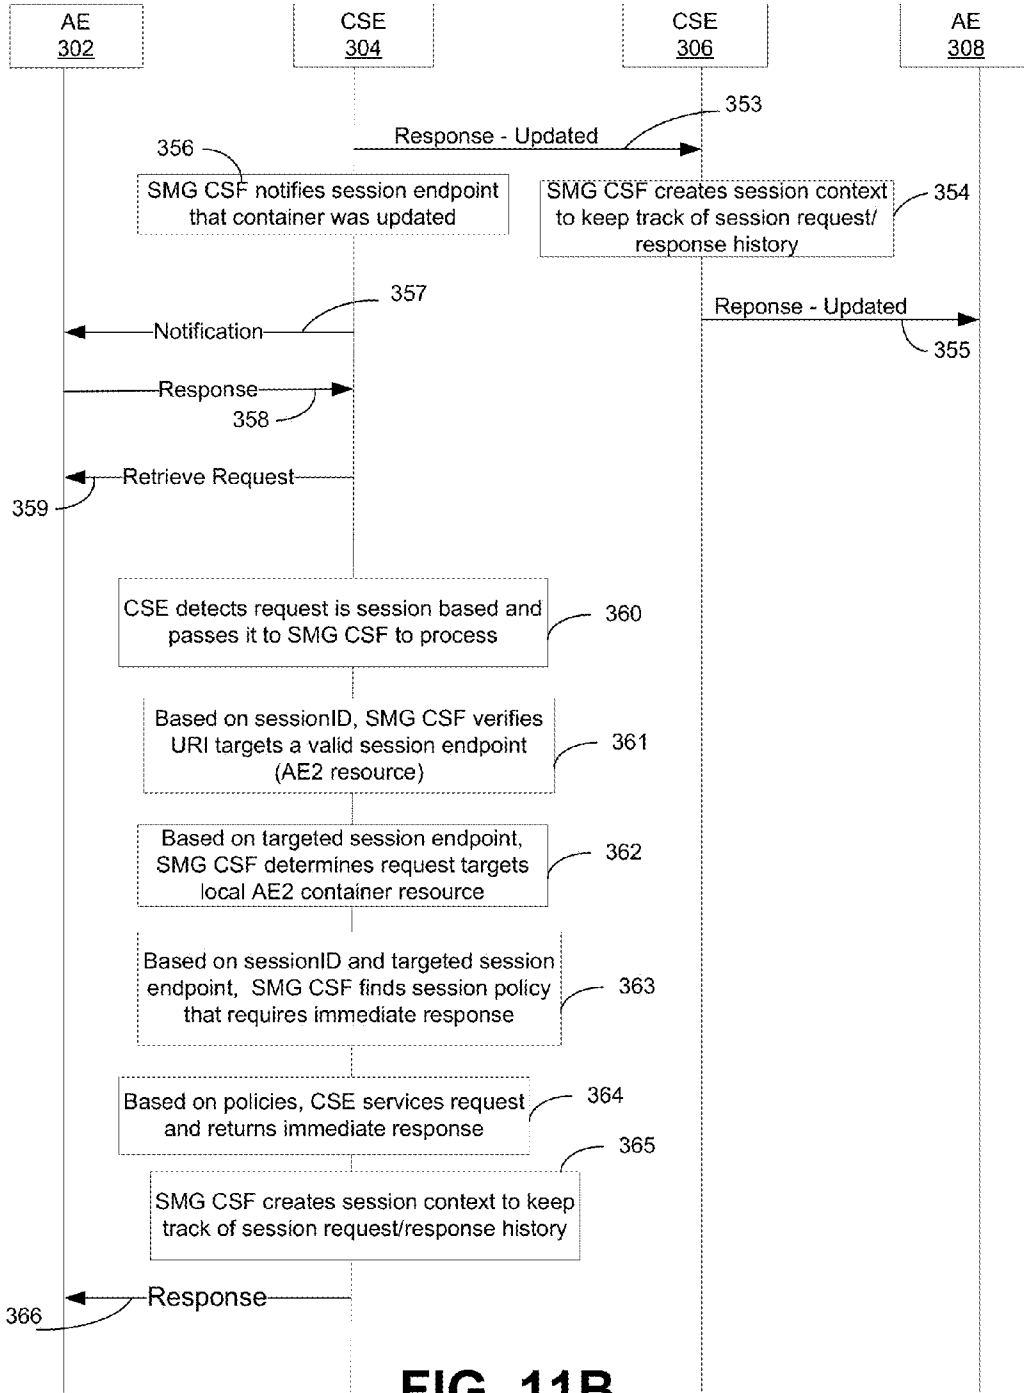 AE
302
CSE
304
CSE
306
AE
308
353
Response - Updated
356
SMG CSF notifies session endpoint
that container was updated
SMG CSF creates session context
to keep track of session request/
response history
354
357
Reponse - Updated
Notification
355
Response
358
Retrieve Request
359
CSE detects request is session based and
passes it to SMG CSF to process
360
Based on sessionID, SMG CSF verifies
URI targets a valid session endpoint
(AE2 resource)
361
Based on targeted session endpoint,
SMG CSF determines request targets
local AE2 container resource
362
Based on sessionID and targeted session
endpoint, SMG CSF finds session policy
that requires immediate response
363
Based on policies, CSE services request
and returns immediate response
364
365
SMG CSF creates session context to keep
track of session request/response history
Response
366
FIG. 11B